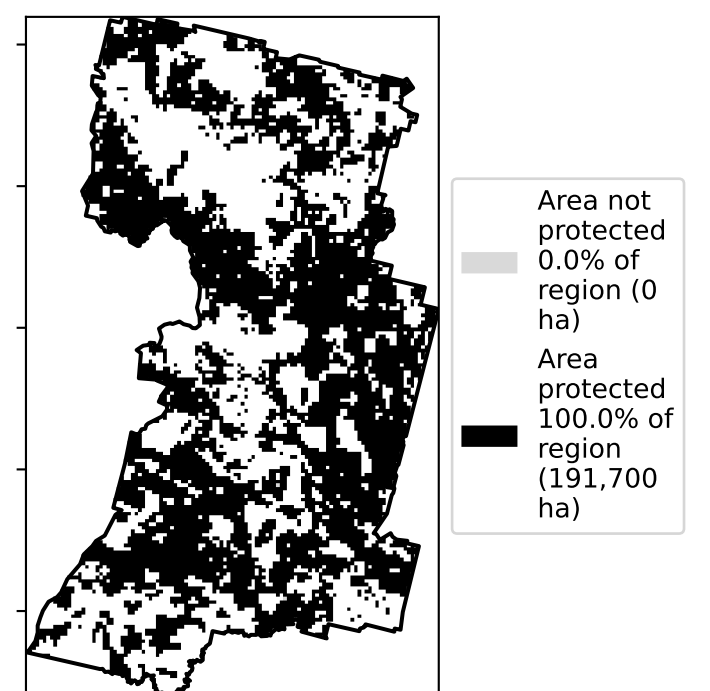 Area not
protected
0.0% of
region (0
ha)
Area
protected
100.0% of
region
(191,700
ha)